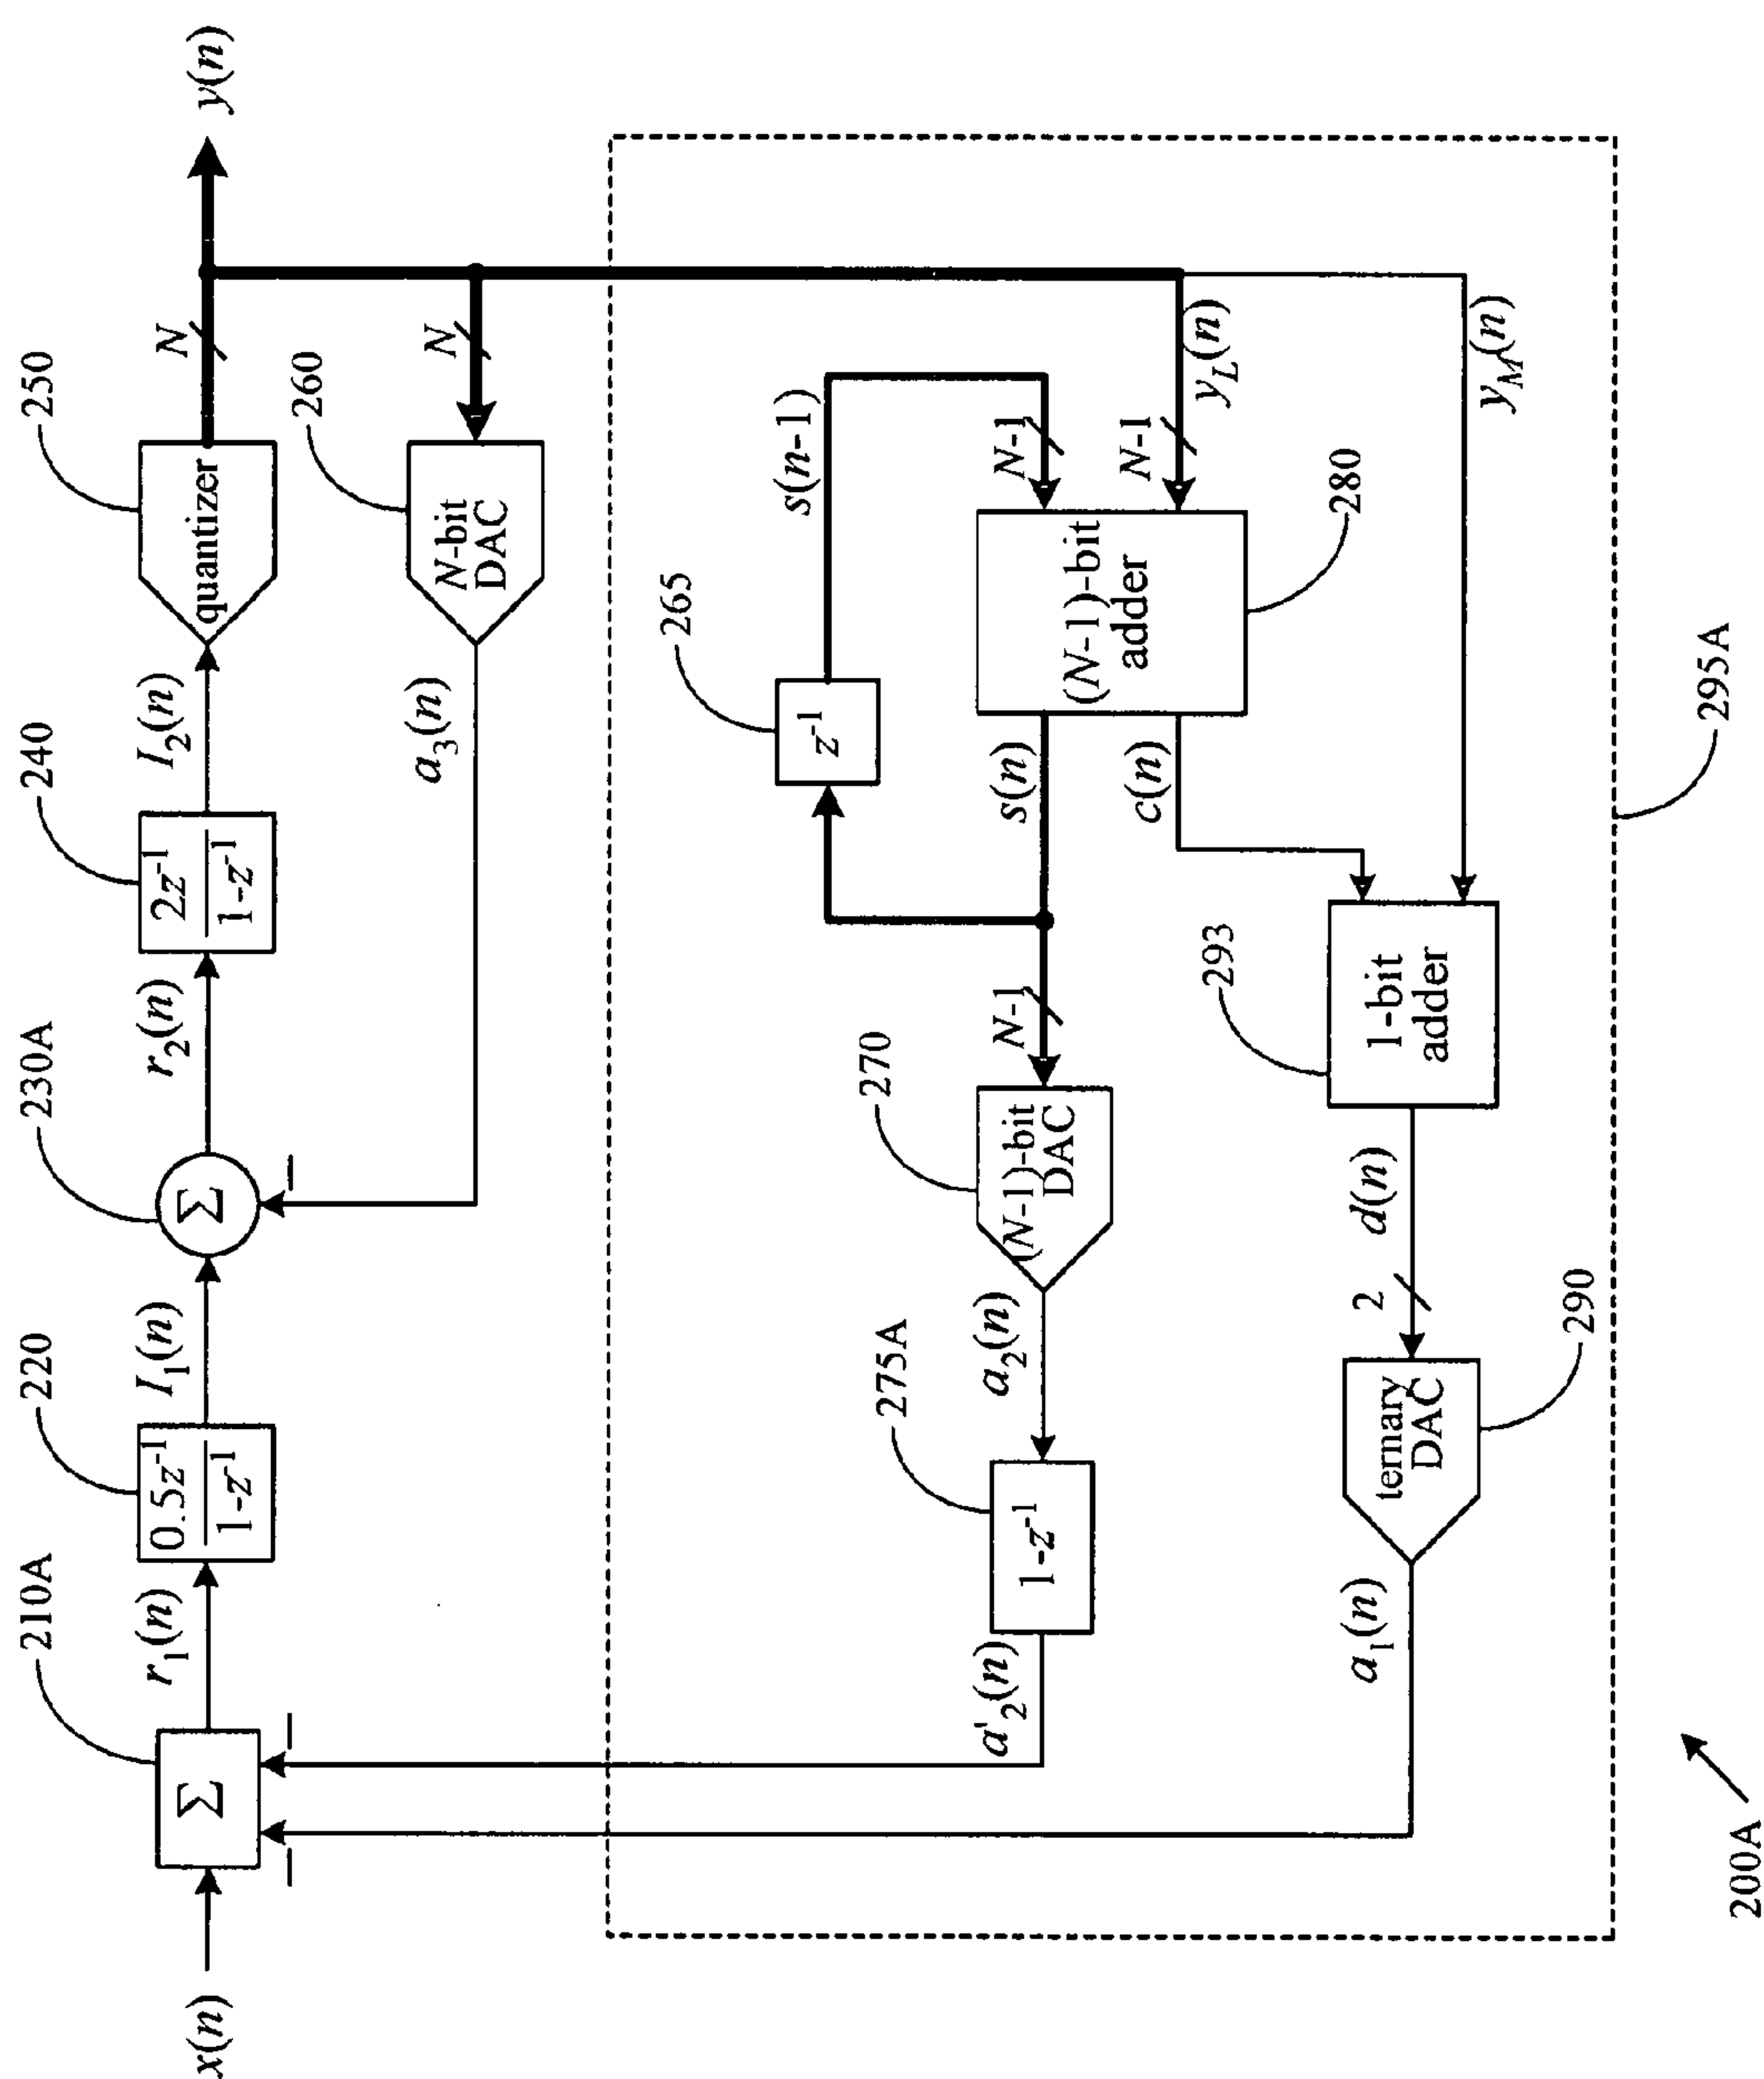 210A
220
230A
240
250
x(n)
Σ
r₁(n)
0.5z⁻¹
1-z⁻¹
I₁(n)
Σ
r₂(n)
2z⁻¹
1-z⁻¹
I₂(n)
quantizer
N
y(n)
260
a₃(n)
N-bit
DAC
N
265
z⁻¹
s(n-1)
270
275A
a'₂(n)
1-z⁻¹
a₂(n)
(N-1)-bit
DAC
N-1
s(n)
(N-1)-bit
adder
N-1
N-1
y_L(n)
280
c(n)
293
a₁(n)
ternary
DAC
2
d(n)
1-bit
adder
y_M(n)
290
295A
200A